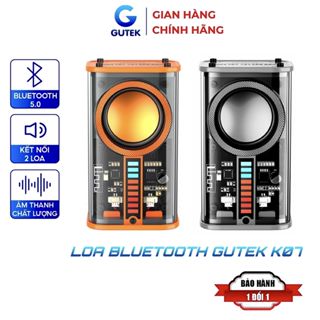 GUTEK
GIAN HÀNG
CHÍNH HÃNG
BLUETOOTH
5.0
KẾT NỐI
2 LOA
ÂM THANH
CHẤT LƯỢNG
LOA BLUETOOTH GUTEK K07
BẢO HÀNH
1 ĐỔI 1